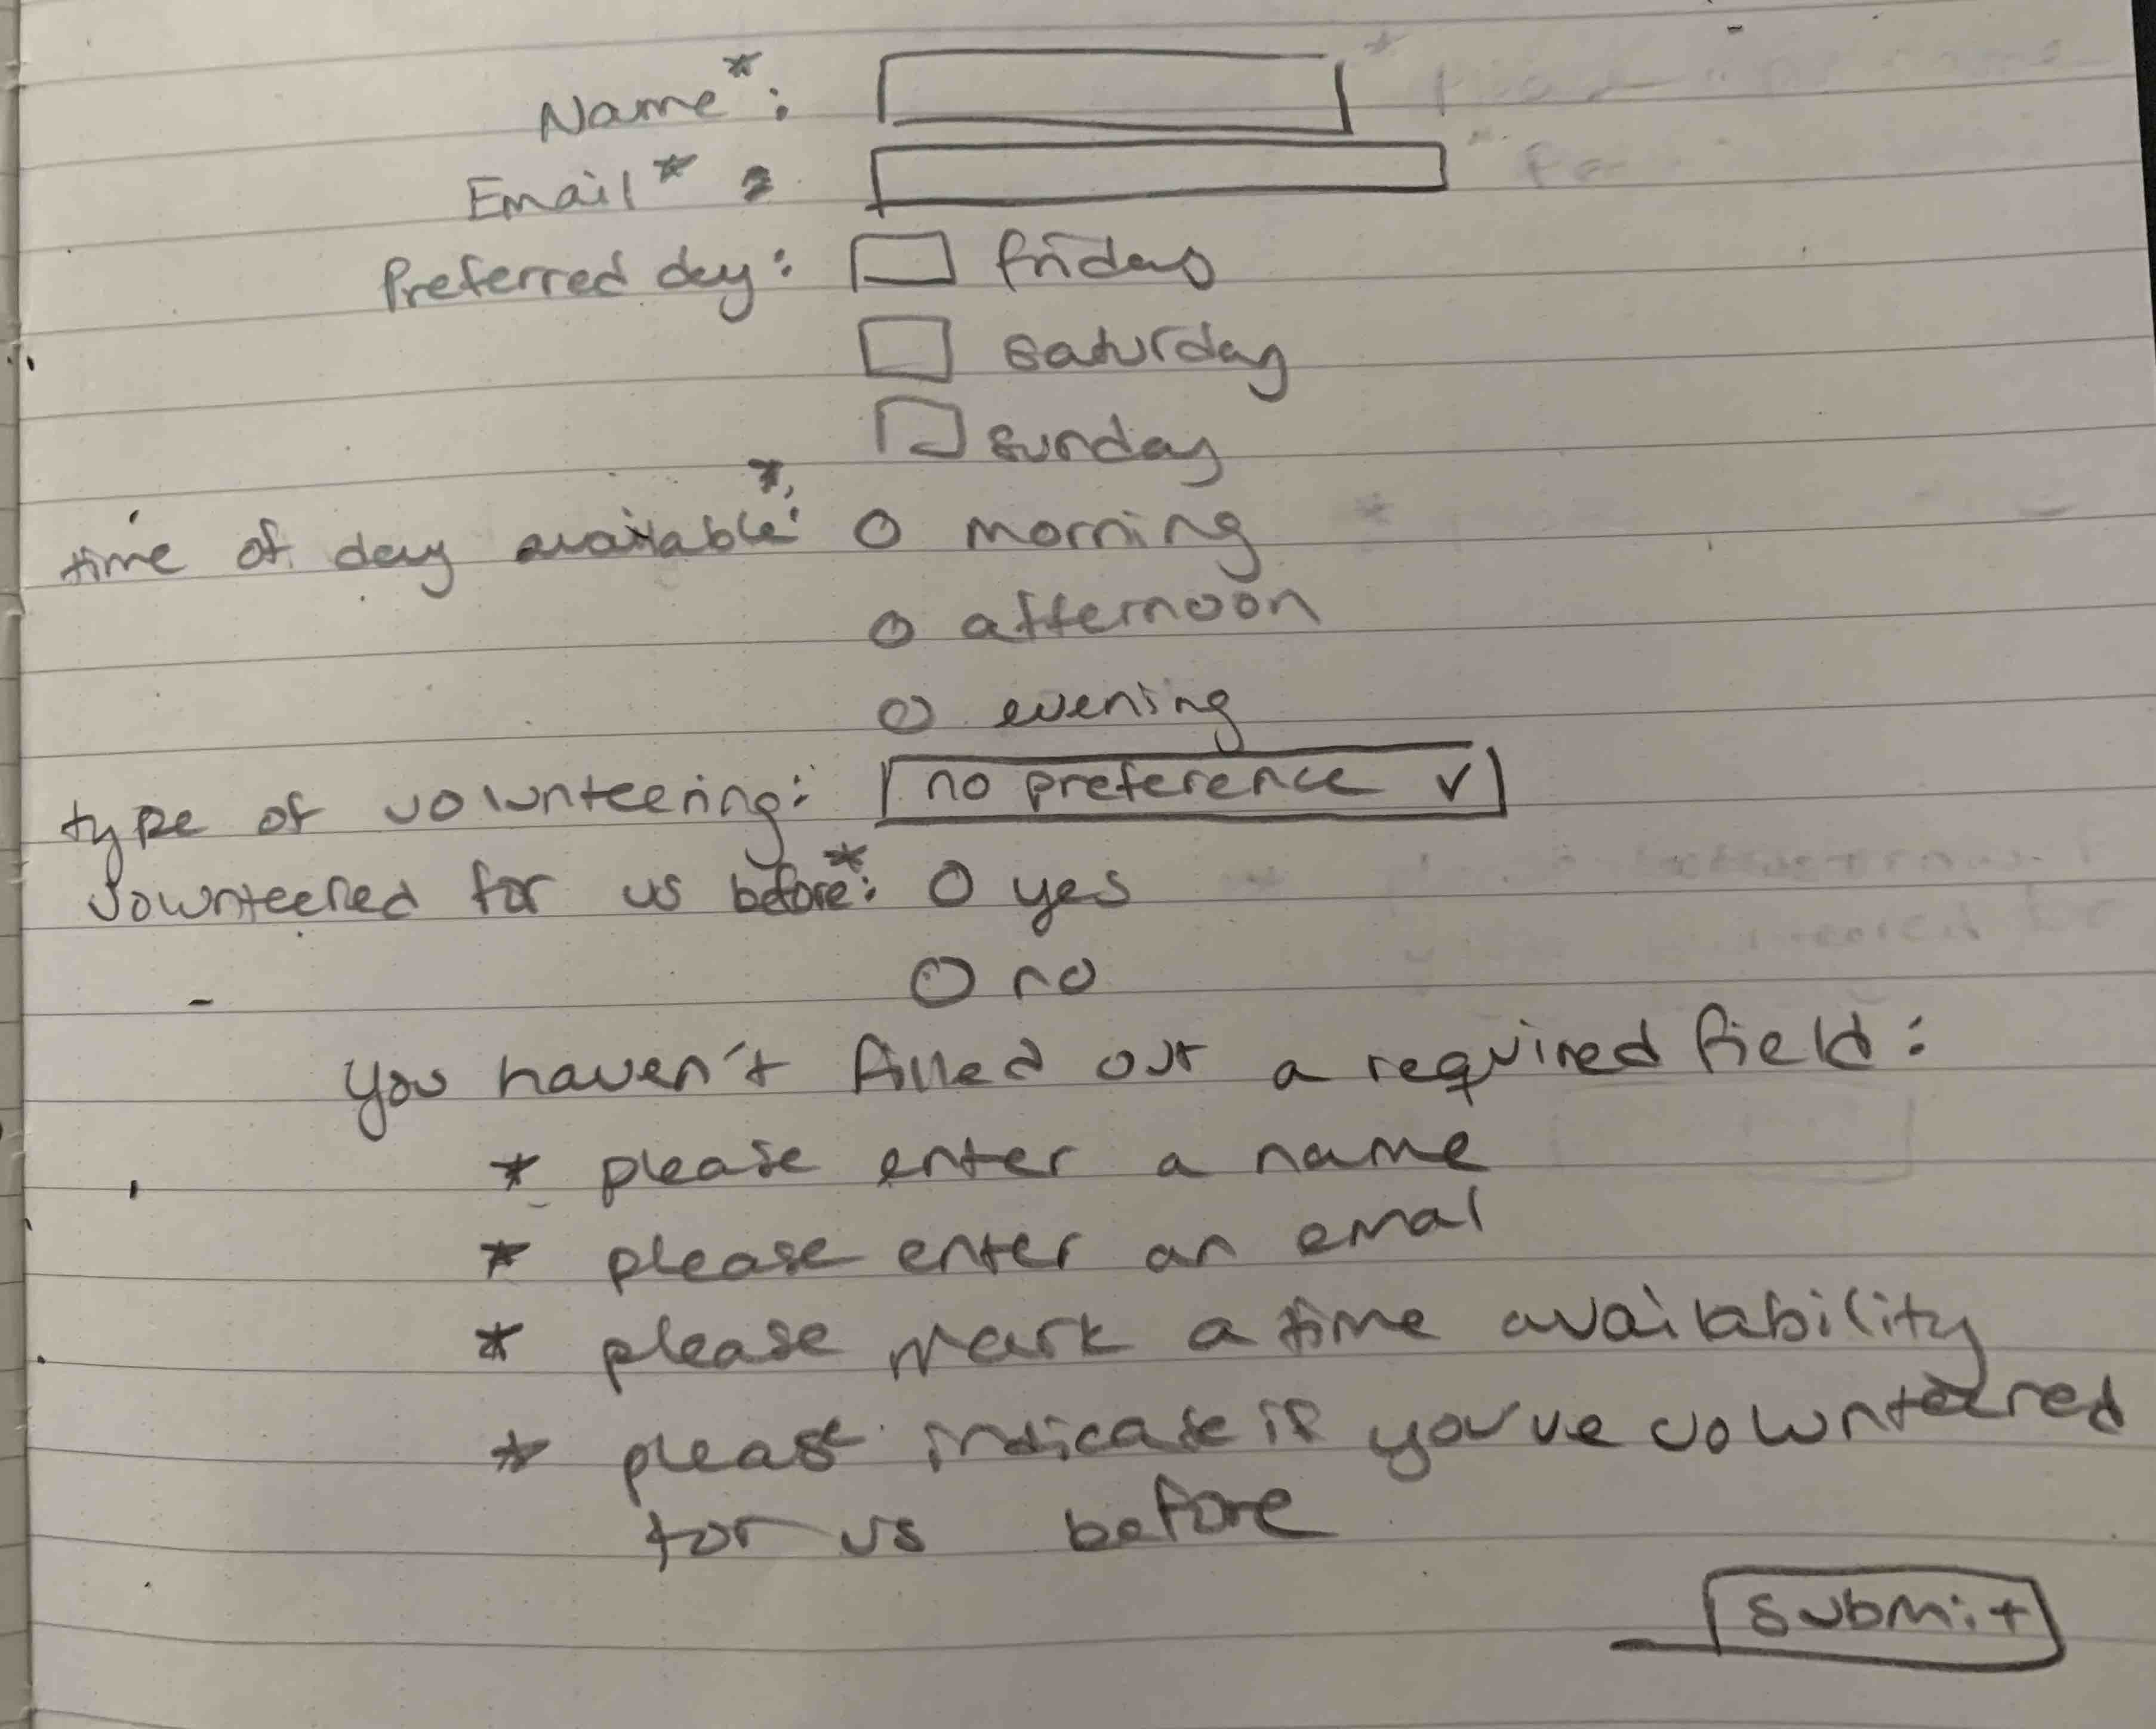 Name*:
Email*:
Preferred day: friday
saturday
sunday
time of day available*: morning
afternoon
evening
type of volunteering: no preference
volunteered for us before*: yes
no
you haven't filled out a required field:
* please enter a name
* please enter an emal
* please mark a time availability
* please indicate if you've volunteered
for us before
submit